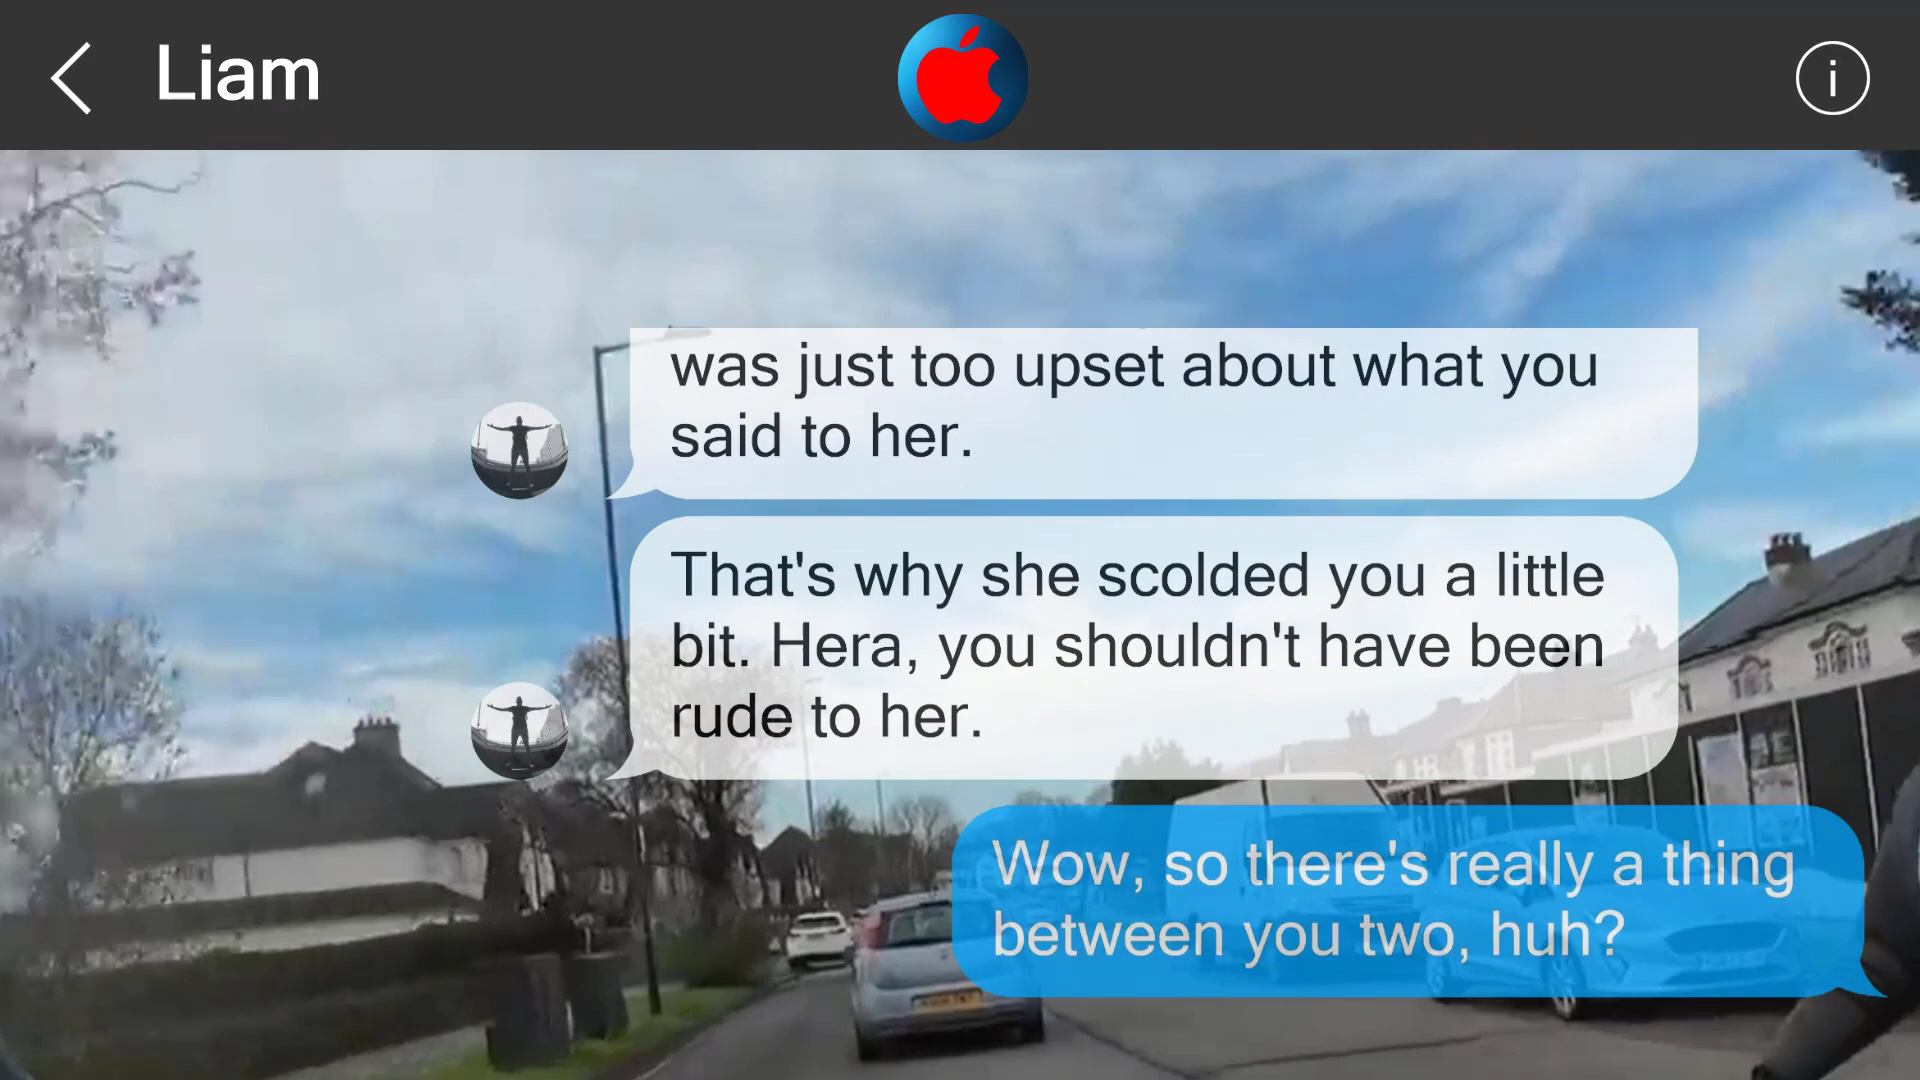 Liam
was just too upset about what you
said to her.
That's why she scolded you a little
bit. Hera, you shouldn't have been
rude to her.
Wow, so there's really a thing
between you two, huh?